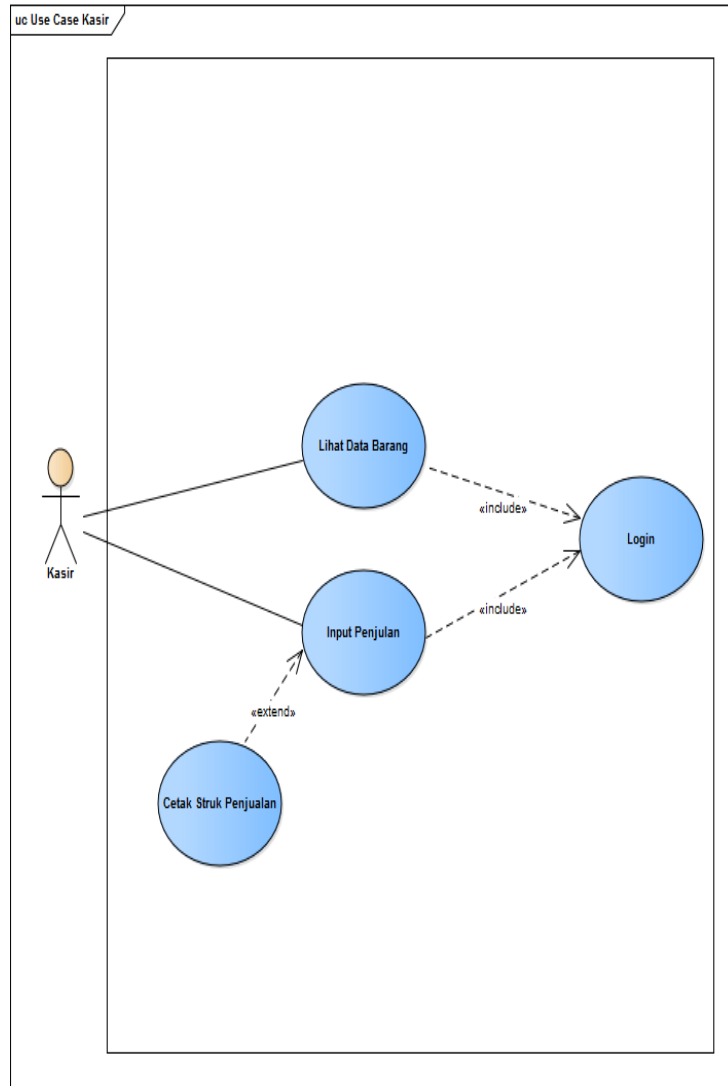 uc Use Case Kasir
Lihat Data Barang
«include»
Login
Kasir
Input Penjulan
«include»
«extend»
Cetak Struk Penjualan